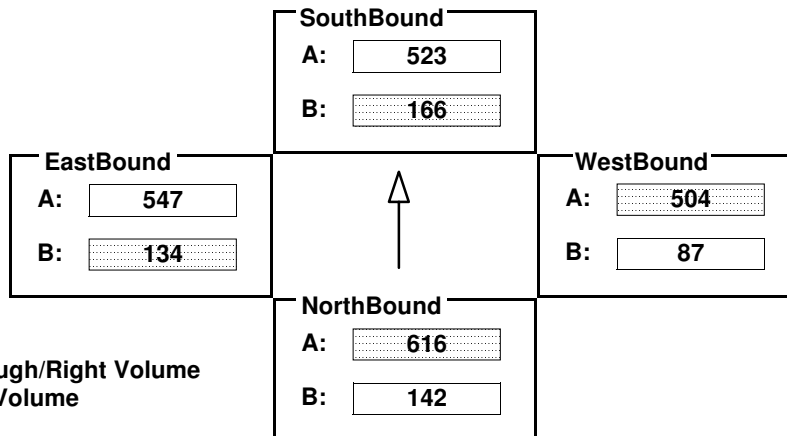 SouthBound
A: 523
B: 166
EastBound
A: 547
B: 134
WestBound
A: 504
B: 87
NorthBound
A: 616
B: 142
ugh/Right Volume
Volume